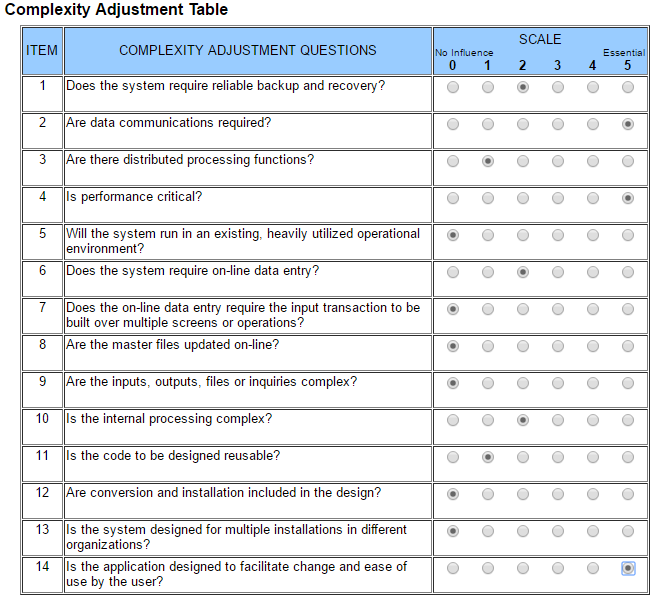 Complexity Adjustment Table
ITEM
COMPLEXITY ADJUSTMENT QUESTIONS
SCALE
No Influence Essential
0 1 2 3 4 5
1 Does the system require reliable backup and recovery?
2 Are data communications required?
3 Are there distributed processing functions?
4 Is performance critical?
5 Will the system run in an existing, heavily utilized operational
environment?
6 Does the system require on-line data entry?
7 Does the on-line data entry require the input transaction to be
built over multiple screens or operations?
8 Are the master files updated on-line?
9 Are the inputs, outputs, files or inquiries complex?
10 Is the internal processing complex?
11 Is the code to be designed reusable?
12 Are conversion and installation included in the design?
13 Is the system designed for multiple installations in different
organizations?
14 Is the application designed to facilitate change and ease of
use by the user?